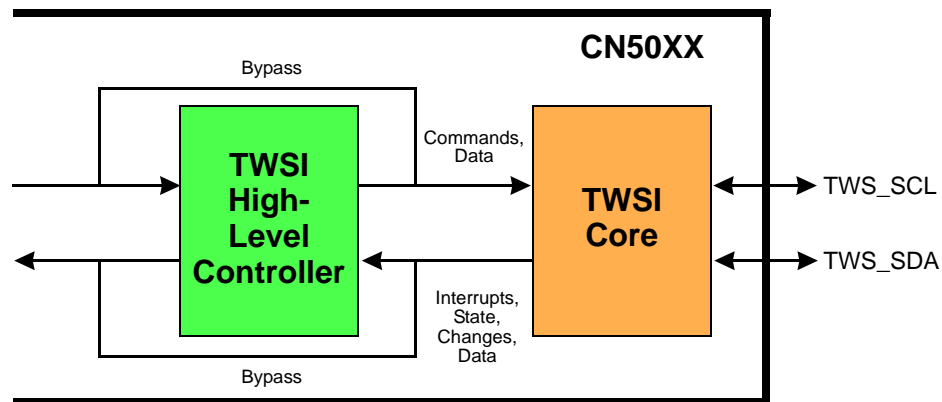 CN50XX
Bypass
Commands,
Data
TWSI
High-
Level
Controller
TWSI
Core
TWS_SCL
TWS_SDA
Interrupts,
State,
Changes,
Data
Bypass